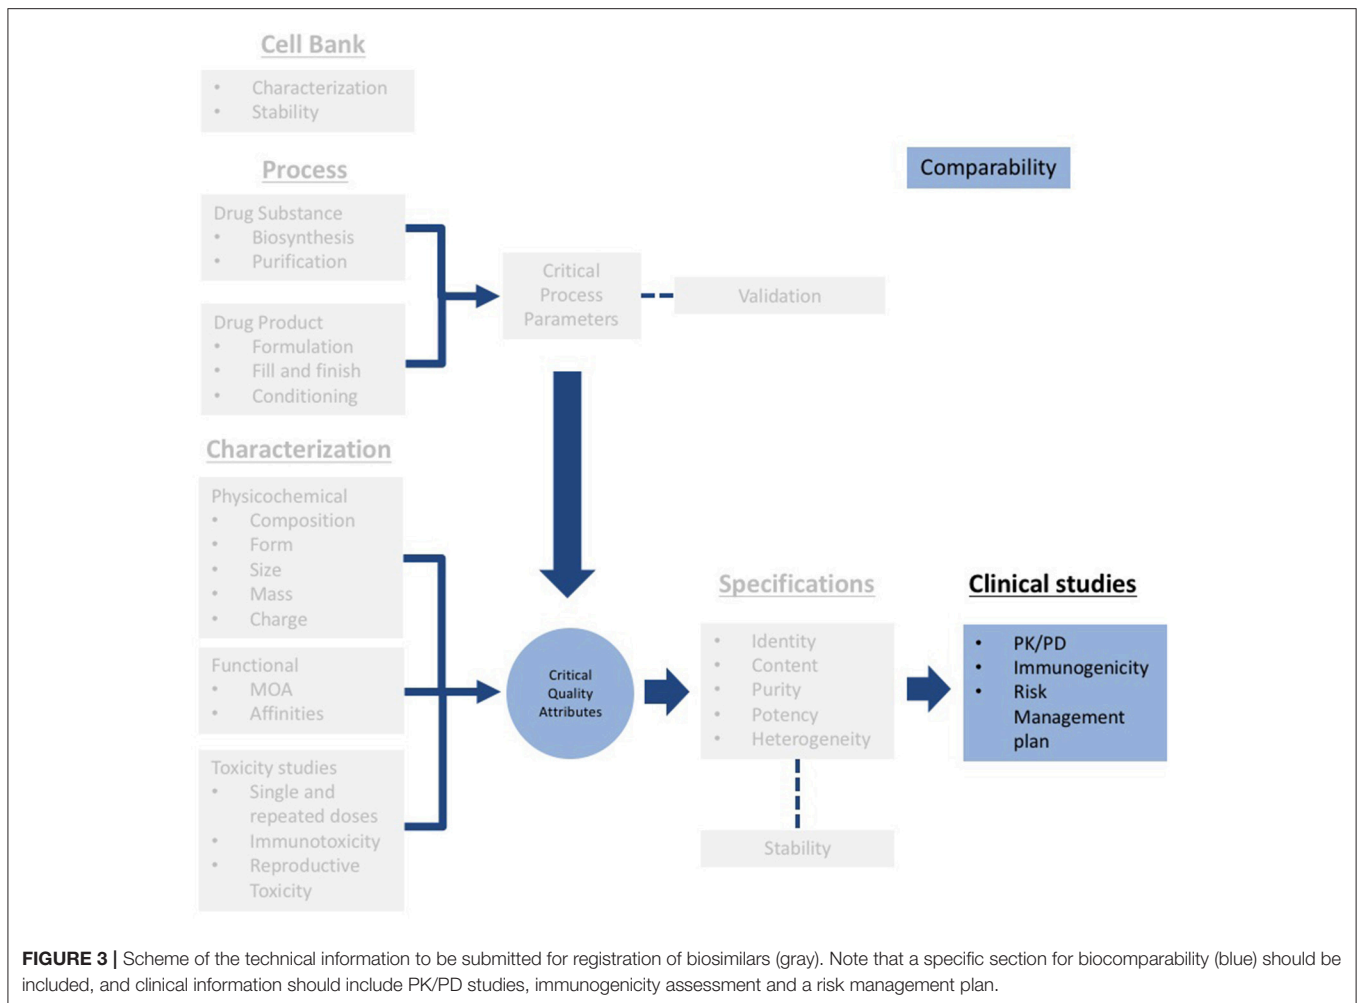 Cell Bank
• Characterization
• Stability
Process
Drug Substance
• Biosynthesis
• Purification
Drug Product
• Formulation
• Fill and finish
• Conditioning
Critical
Process
Parameters
Validation
Comparability
Characterization
Physicochemical
• Composition
• Form
• Size
• Mass
• Charge
Functional
• MOA
• Affinities
Toxicity studies
• Single and
repeated doses
• Immunotoxicity
• Reproductive
Toxicity
Critical
Quality
Attributes
Specifications
• Identity
• Content
• Purity
• Potency
• Heterogeneity
Stability
Clinical studies
• PK/PD
• Immunogenicity
• Risk
Management
plan
FIGURE 3 | Scheme of the technical information to be submitted for registration of biosimilars (gray). Note that a specific section for biocomparability (blue) should be
included, and clinical information should include PK/PD studies, immunogenicity assessment and a risk management plan.